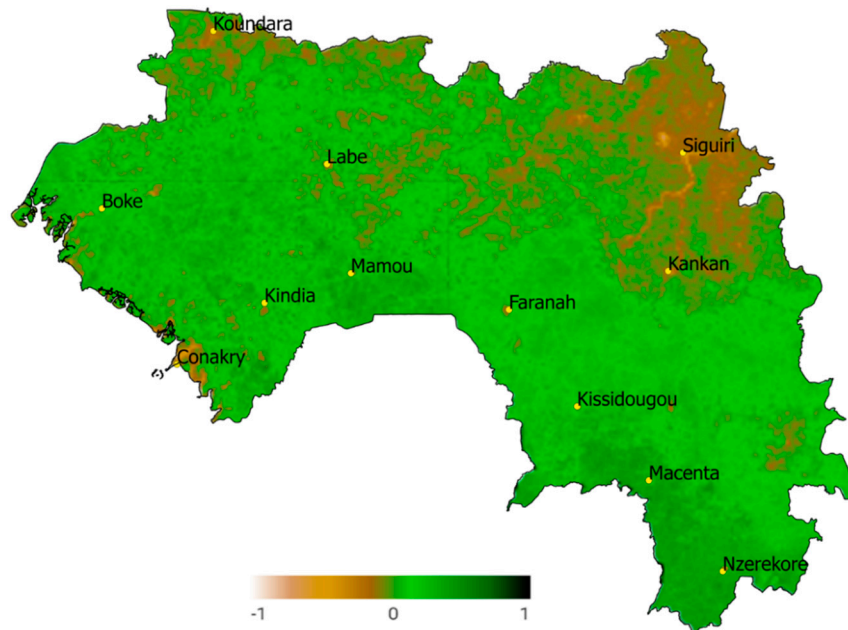 Koundara
Siguiri
Labe
Boke
Mamou
Kankan
Kindia
Faranah
Conakry
Kissidougou
Macenta
Nzerekore
-1 0 1